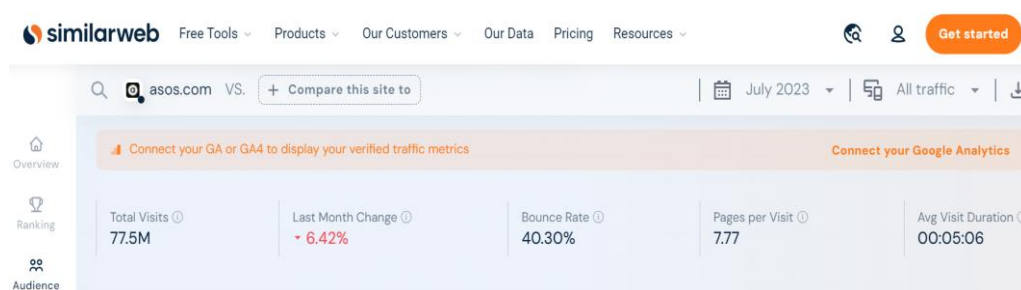 similarweb Free Tools Products Our Customers Our Data Pricing Resources Get started
asos.com VS. + Compare this site to July 2023 All traffic
Connect your GA or GA4 to display your verified traffic metrics Connect your Google Analytics
Overview
Ranking
Audience
Total Visits Last Month Change Bounce Rate Pages per Visit Avg Visit Duration
77.5M 6.42% 40.30% 7.77 00:05:06